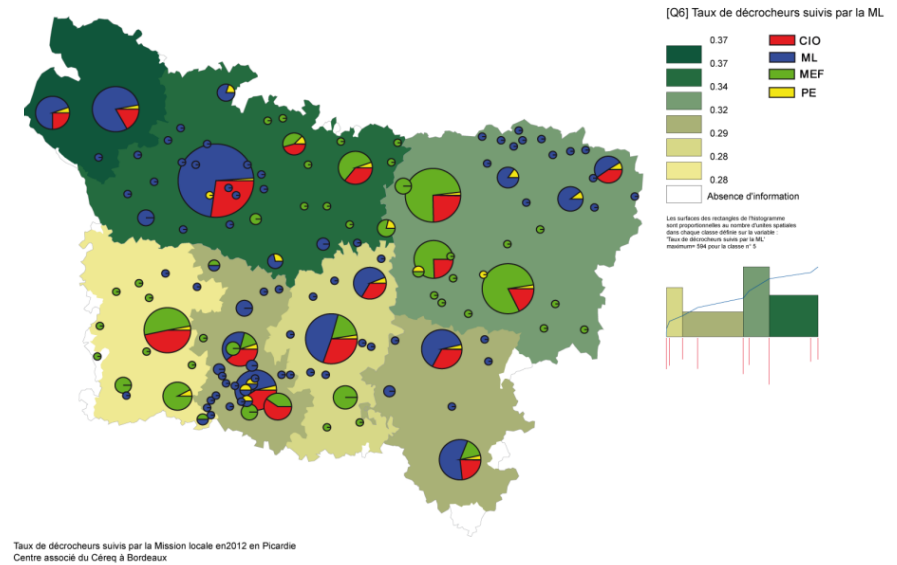 [Q6] Taux de décrocheurs suivis par la ML
0.37
CIO
0.37
ML
0.34
MEF
0.32
PE
0.29
0.28
0.28
Absence d'information
Les surfaces des rectangles de l'histogramme
sont proportionnelles au nombre d'unites spatiales
dans chaque classe définie sur la variable :
'Taux de décrocheurs suivis par la ML'
maximum= 594 pour la classe n° 5
Taux de décrocheurs suivis par la Mission locale en2012 en Picardie
Centre associé du Céreq à Bordeaux